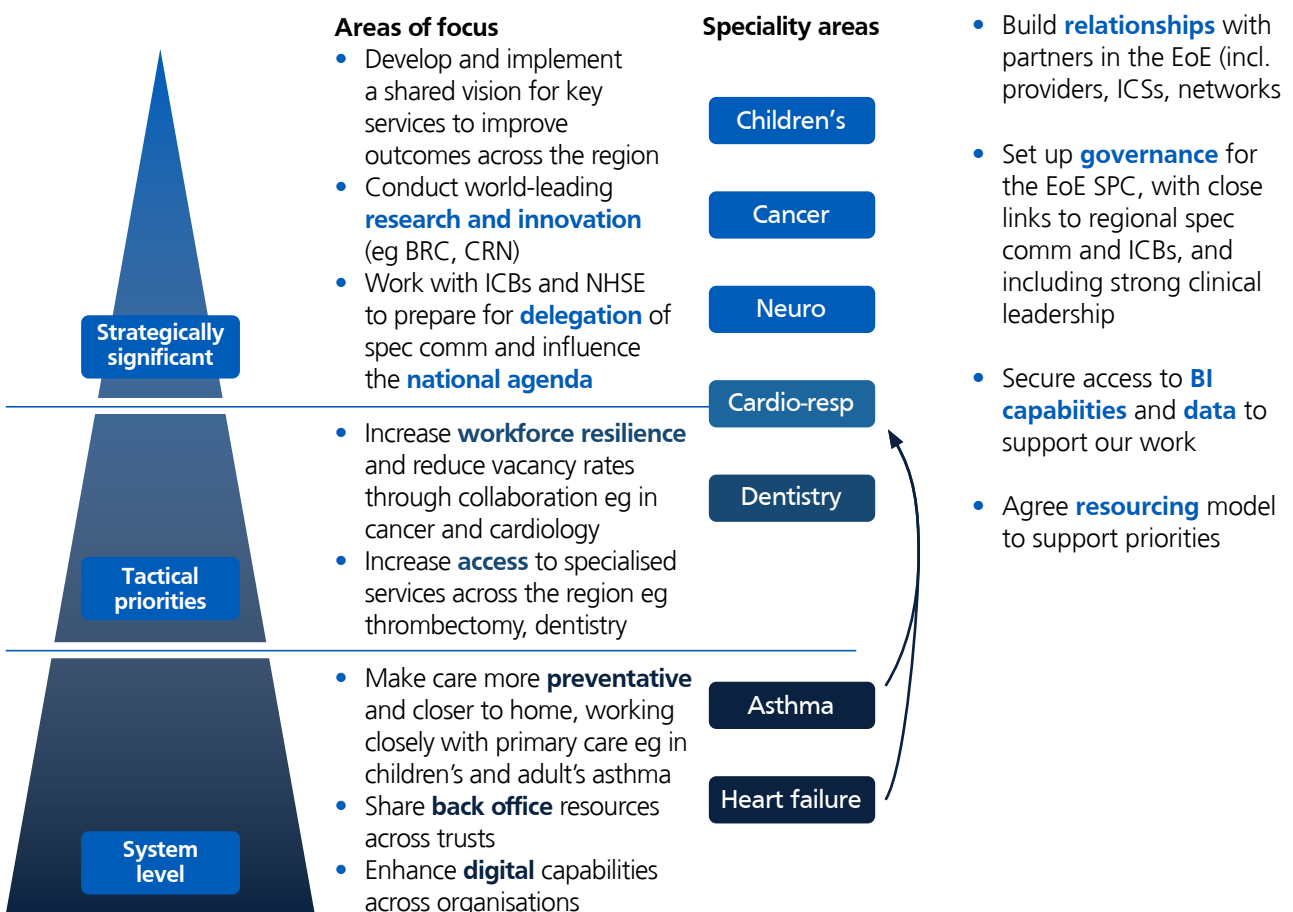 Areas of focus
• Develop and implement
a shared vision for key
services to improve
outcomes across the region
• Conduct world-leading
research and innovation
(eg BRC, CRN)
• Work with ICBs and NHSE
to prepare for delegation of
spec comm and influence
the national agenda
Strategically
significant
• Increase workforce resilience
and reduce vacancy rates
through collaboration eg in
cancer and cardiology
• Increase access to specialised
services across the region eg
thrombectomy, dentistry
Tactical
priorities
• Make care more preventative
and closer to home, working
closely with primary care eg in
children's and adult's asthma
• Share back office resources
across trusts
• Enhance digital capabilities
across organisations
System
level
Speciality areas
Children's
Cancer
Neuro
Cardio-resp
Dentistry
Asthma
Heart failure
• Build relationships with
partners in the EoE (incl.
providers, ICSs, networks
• Set up governance for
the EoE SPC, with close
links to regional spec
comm and ICBs, and
including strong clinical
leadership
• Secure access to BI
capabiities and data to
support our work
• Agree resourcing model
to support priorities